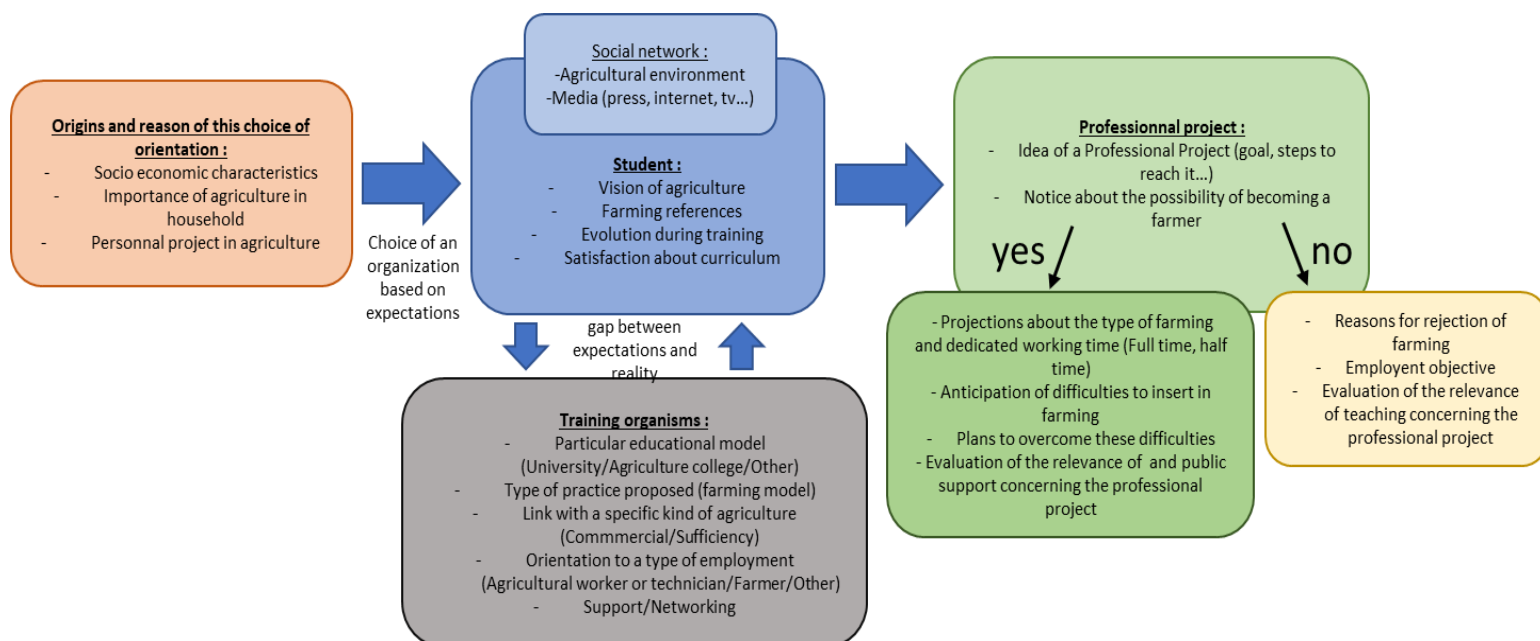 Origins and reason of this choice of
orientation :
- Socio economic characteristics
- Importance of agriculture in
household
- Personnal project in agriculture
Choice of an
organization
based on
expectations
Social network :
-Agricultural environment
-Media (press, internet, tv...)
Student :
- Vision of agriculture
- Farming references
- Evolution during training
- Satisfaction about curriculum
gap between
expectations and
reality
Training organisms :
- Particular educational model
(University/Agriculture college/Other)
- Type of practice proposed (farming model)
- Link with a specific kind of agriculture
(Commmercial/Sufficiency)
- Orientation to a type of employment
(Agricultural worker or technician/Farmer/Other)
- Support/Networking
Professionnal project :
- Idea of a Professional Project (goal, steps to
reach it...)
- Notice about the possibility of becoming a
farmer
yes
no
- Projections about the type of farming
and dedicated working time (Full time, half
time)
- Anticipation of difficulties to insert in
farming
- Plans to overcome these difficulties
- Evaluation of the relevance of and public
support concerning the professional
project
- Reasons for rejection of
farming
- Employent objective
- Evaluation of the relevance
of teaching concerning the
professional project